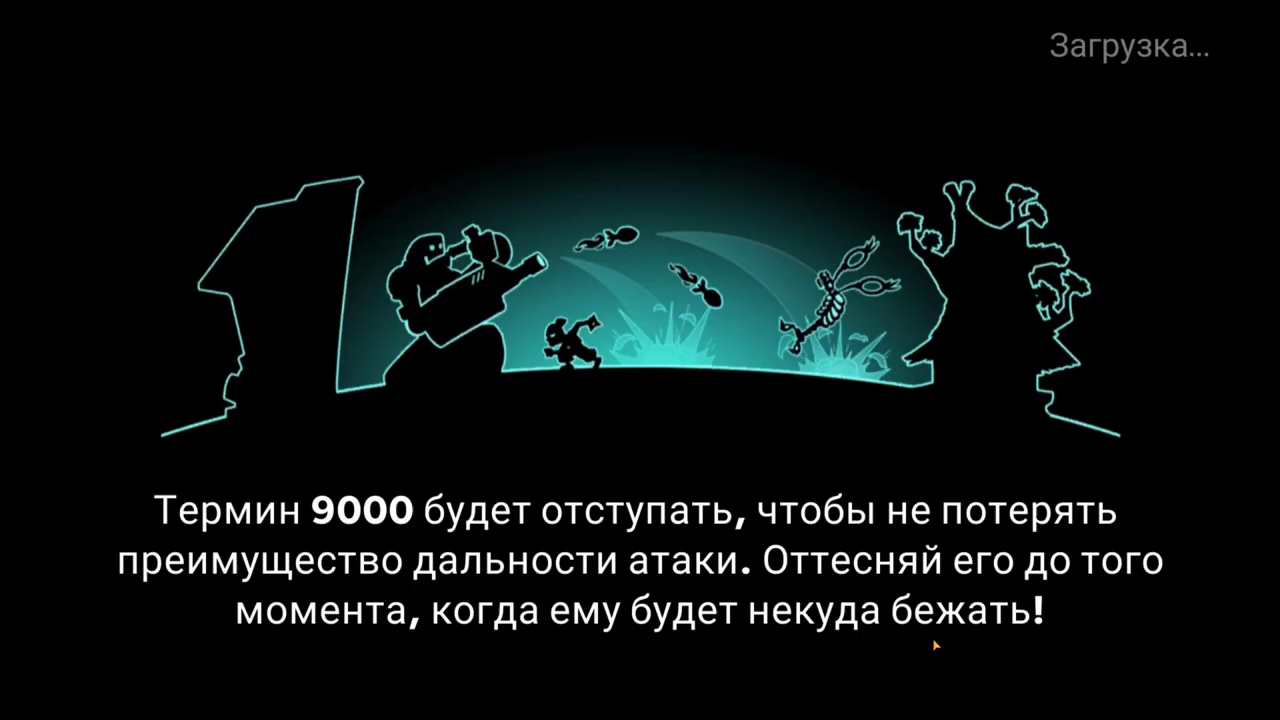 Загрузка...
Термин 9000 будет отступать, чтобы не потерять
преимущество дальности атаки. Оттесняй его до того
момента, когда ему будет некуда бежать!